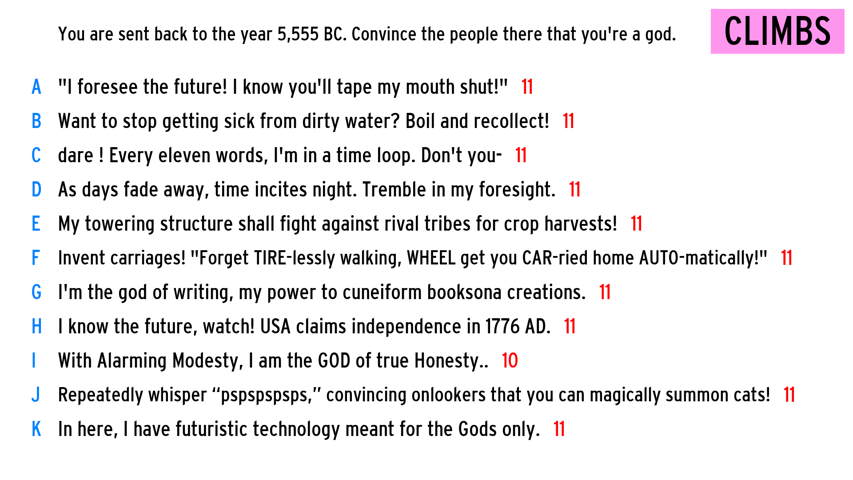 You are sent back to the year 5,555 BC. Convince the people there that you're a god.
CLIMBS
A "I foresee the future! I know you'll tape my mouth shut!" 11
B Want to stop getting sick from dirty water? Boil and recollect! 11
C dare ! Every eleven words, I'm in a time loop. Don't you- 11
D As days fade away, time incites night. Tremble in my foresight. 11
E My towering structure shall fight against rival tribes for crop harvests! 11
F Invent carriages! "Forget TIRE-lessly walking, WHEEL get you CAR-ried home AUTO-matically!" 11
G I'm the god of writing, my power to cuneiform booksona creations. 11
H I know the future, watch! USA claims independence in 1776 AD. 11
I With Alarming Modesty, I am the GOD of true Honesty.. 10
J Repeatedly whisper “pspspspsps,” convincing onlookers that you can magically summon cats! 11
K In here, I have futuristic technology meant for the Gods only. 11